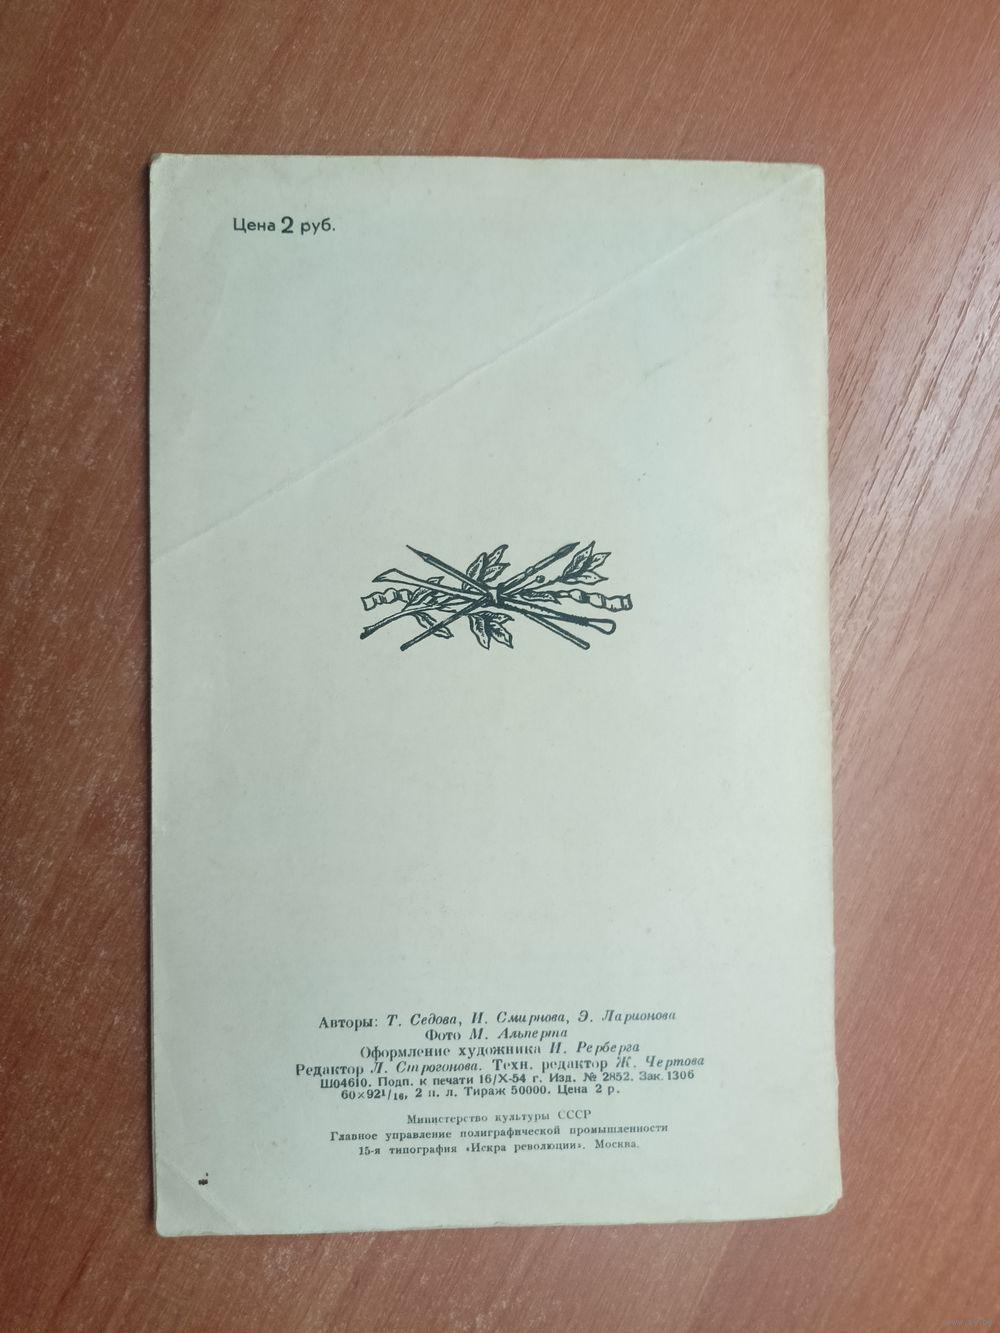 Цена 2 руб.
Авторы: Т. Седова, И. Смирнова, Э. Ларионова
Фото М. Альперта
Оформление художника И. Рерберга
Редактор Л. Строгонова. Техн. редактор Ж. Чертова
Ш04610. Подп. к печати 16/X-54 г. Изд. № 2852. Зак. 1306
60×92¹/₁₆, 2 п. л. Тираж 50000. Цена 2 р.
Министерство культуры СССР
Главное управление полиграфической промышленности
15-я типография «Искра революции». Москва.